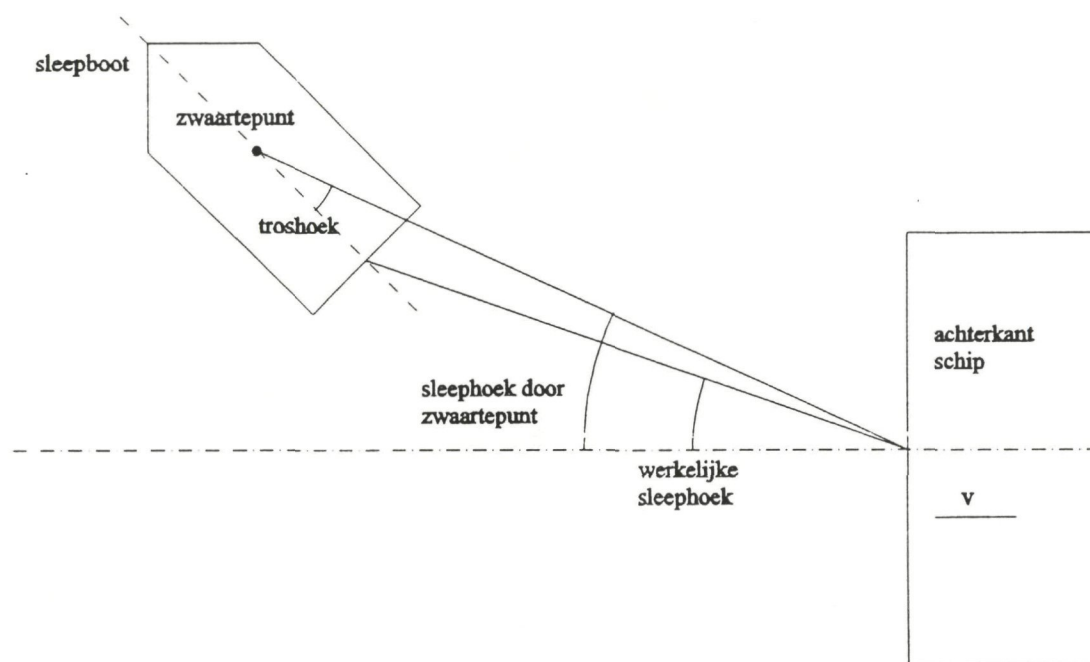 sleepboot
zwaartepunt
troshoek
achterkant
schip
sleephoek door
zwaartepunt
werkelijke
sleephoek
v